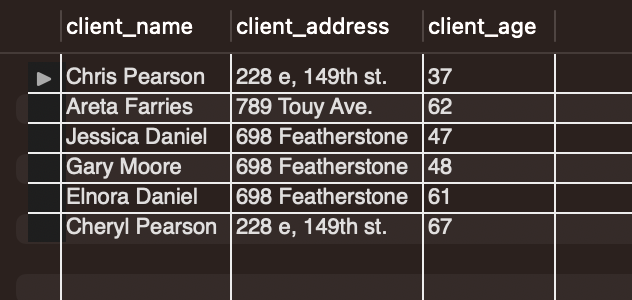 client_name client_address client_age
Chris Pearson 228 e, 149th st. 37
Areta Farries 789 Touy Ave. 62
Jessica Daniel 698 Featherstone 47
Gary Moore 698 Featherstone 48
Elnora Daniel 698 Featherstone 61
Cheryl Pearson 228 e, 149th st. 67